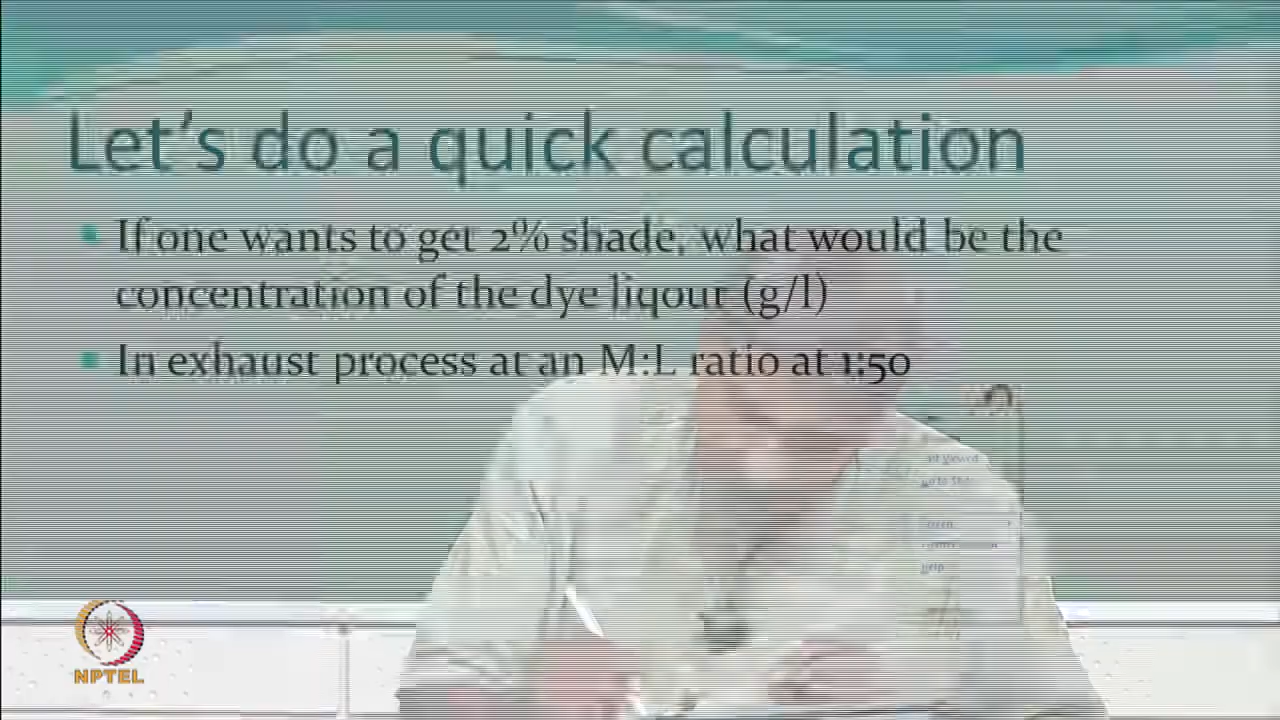 Let's do a quick calculation
If one wants to get 2% shade, what would be the
concentration of the dye liqour (g/l)
In exhaust process at an M:L ratio at 1:50
Help
NPTEL